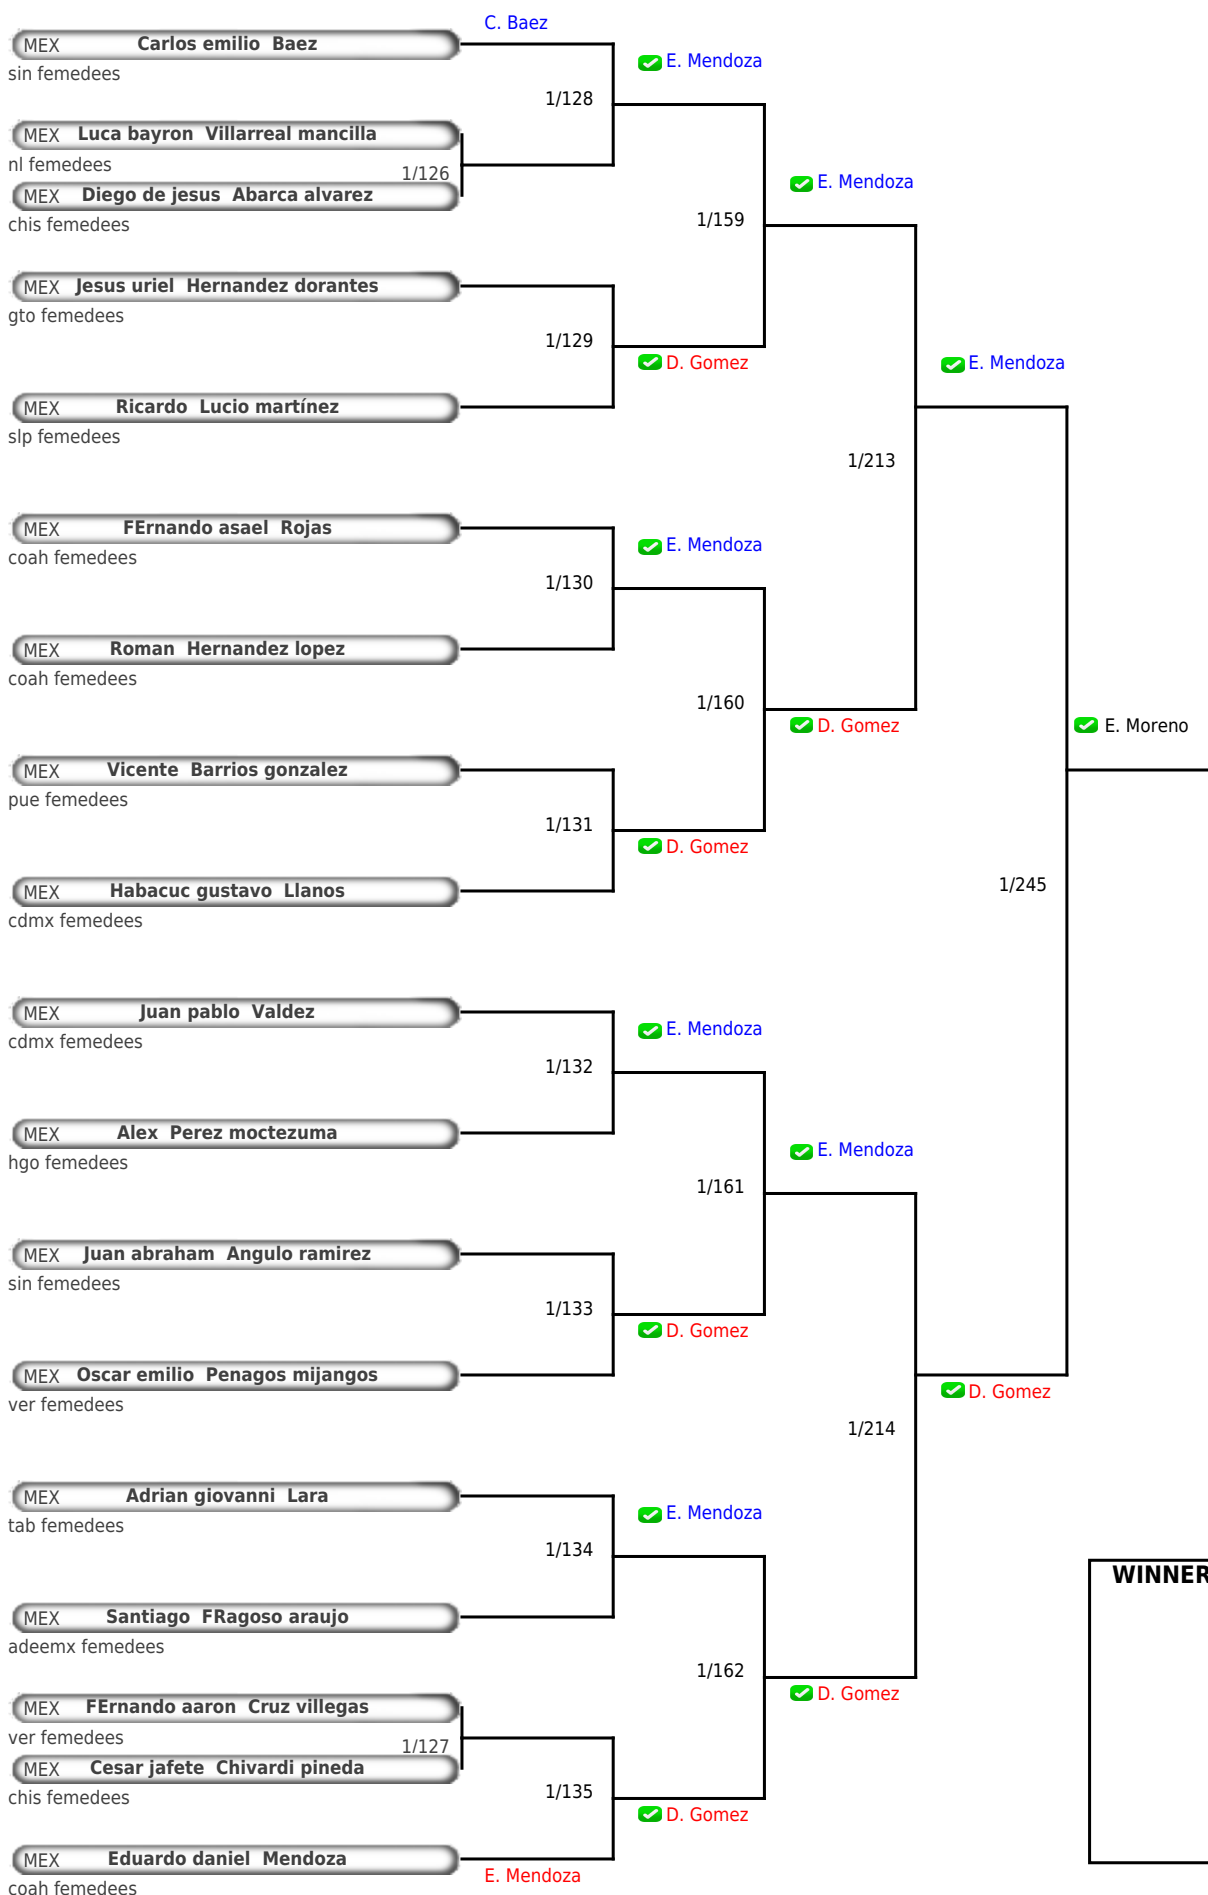 C. Baez
MEX Carlos emilio Baez
sin femedees
E. Mendoza
1/128
MEX Luca bayron Villarreal mancilla
nl femedees
1/126
MEX Diego de jesus Abarca alvarez
chis femedees
E. Mendoza
1/159
MEX Jesus uriel Hernandez dorantes
gto femedees
1/129
D. Gomez
E. Mendoza
MEX Ricardo Lucio martínez
slp femedees
1/213
MEX FErnando asael Rojas
coah femedees
E. Mendoza
1/130
MEX Roman Hernandez lopez
coah femedees
1/160
D. Gomez
E. Moreno
MEX Vicente Barrios gonzalez
pue femedees
1/131
D. Gomez
MEX Habacuc gustavo Llanos
cdmx femedees
1/245
MEX Juan pablo Valdez
cdmx femedees
E. Mendoza
1/132
MEX Alex Perez moctezuma
hgo femedees
E. Mendoza
1/161
MEX Juan abraham Angulo ramirez
sin femedees
1/133
D. Gomez
MEX Oscar emilio Penagos mijangos
ver femedees
D. Gomez
1/214
MEX Adrian giovanni Lara
tab femedees
E. Mendoza
1/134
WINNER
MEX Santiago FRagoso araujo
adeemx femedees
1/162
D. Gomez
MEX FErnando aaron Cruz villegas
ver femedees
1/127
MEX Cesar jafete Chivardi pineda
chis femedees
1/135
D. Gomez
MEX Eduardo daniel Mendoza
coah femedees
E. Mendoza